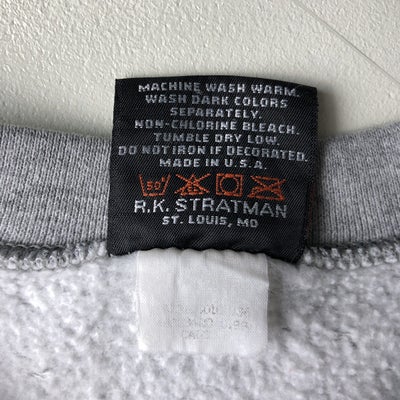 MACHINE WASH WARM.
WASH DARK COLORS
SEPARATELY.
NON-CHLORINE BLEACH.
TUMBLE DRY LOW.
DO NOT IRON IF DECORATED.
MADE IN U.S.A.
50°
R.K. STRATMAN
ST. LOUIS, MO